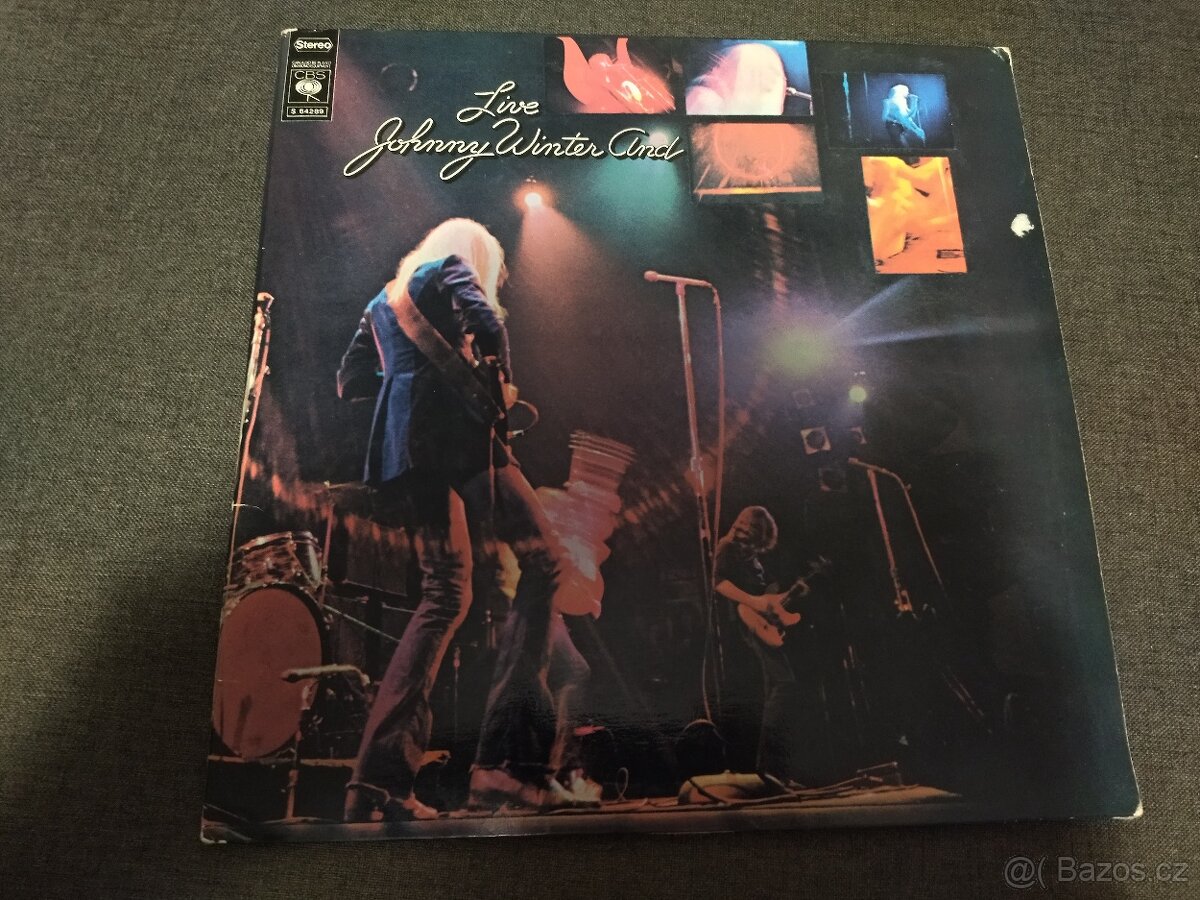 Stereo
CBS
S 64289
Live
Johnny Winter And
@( Bazos.cz